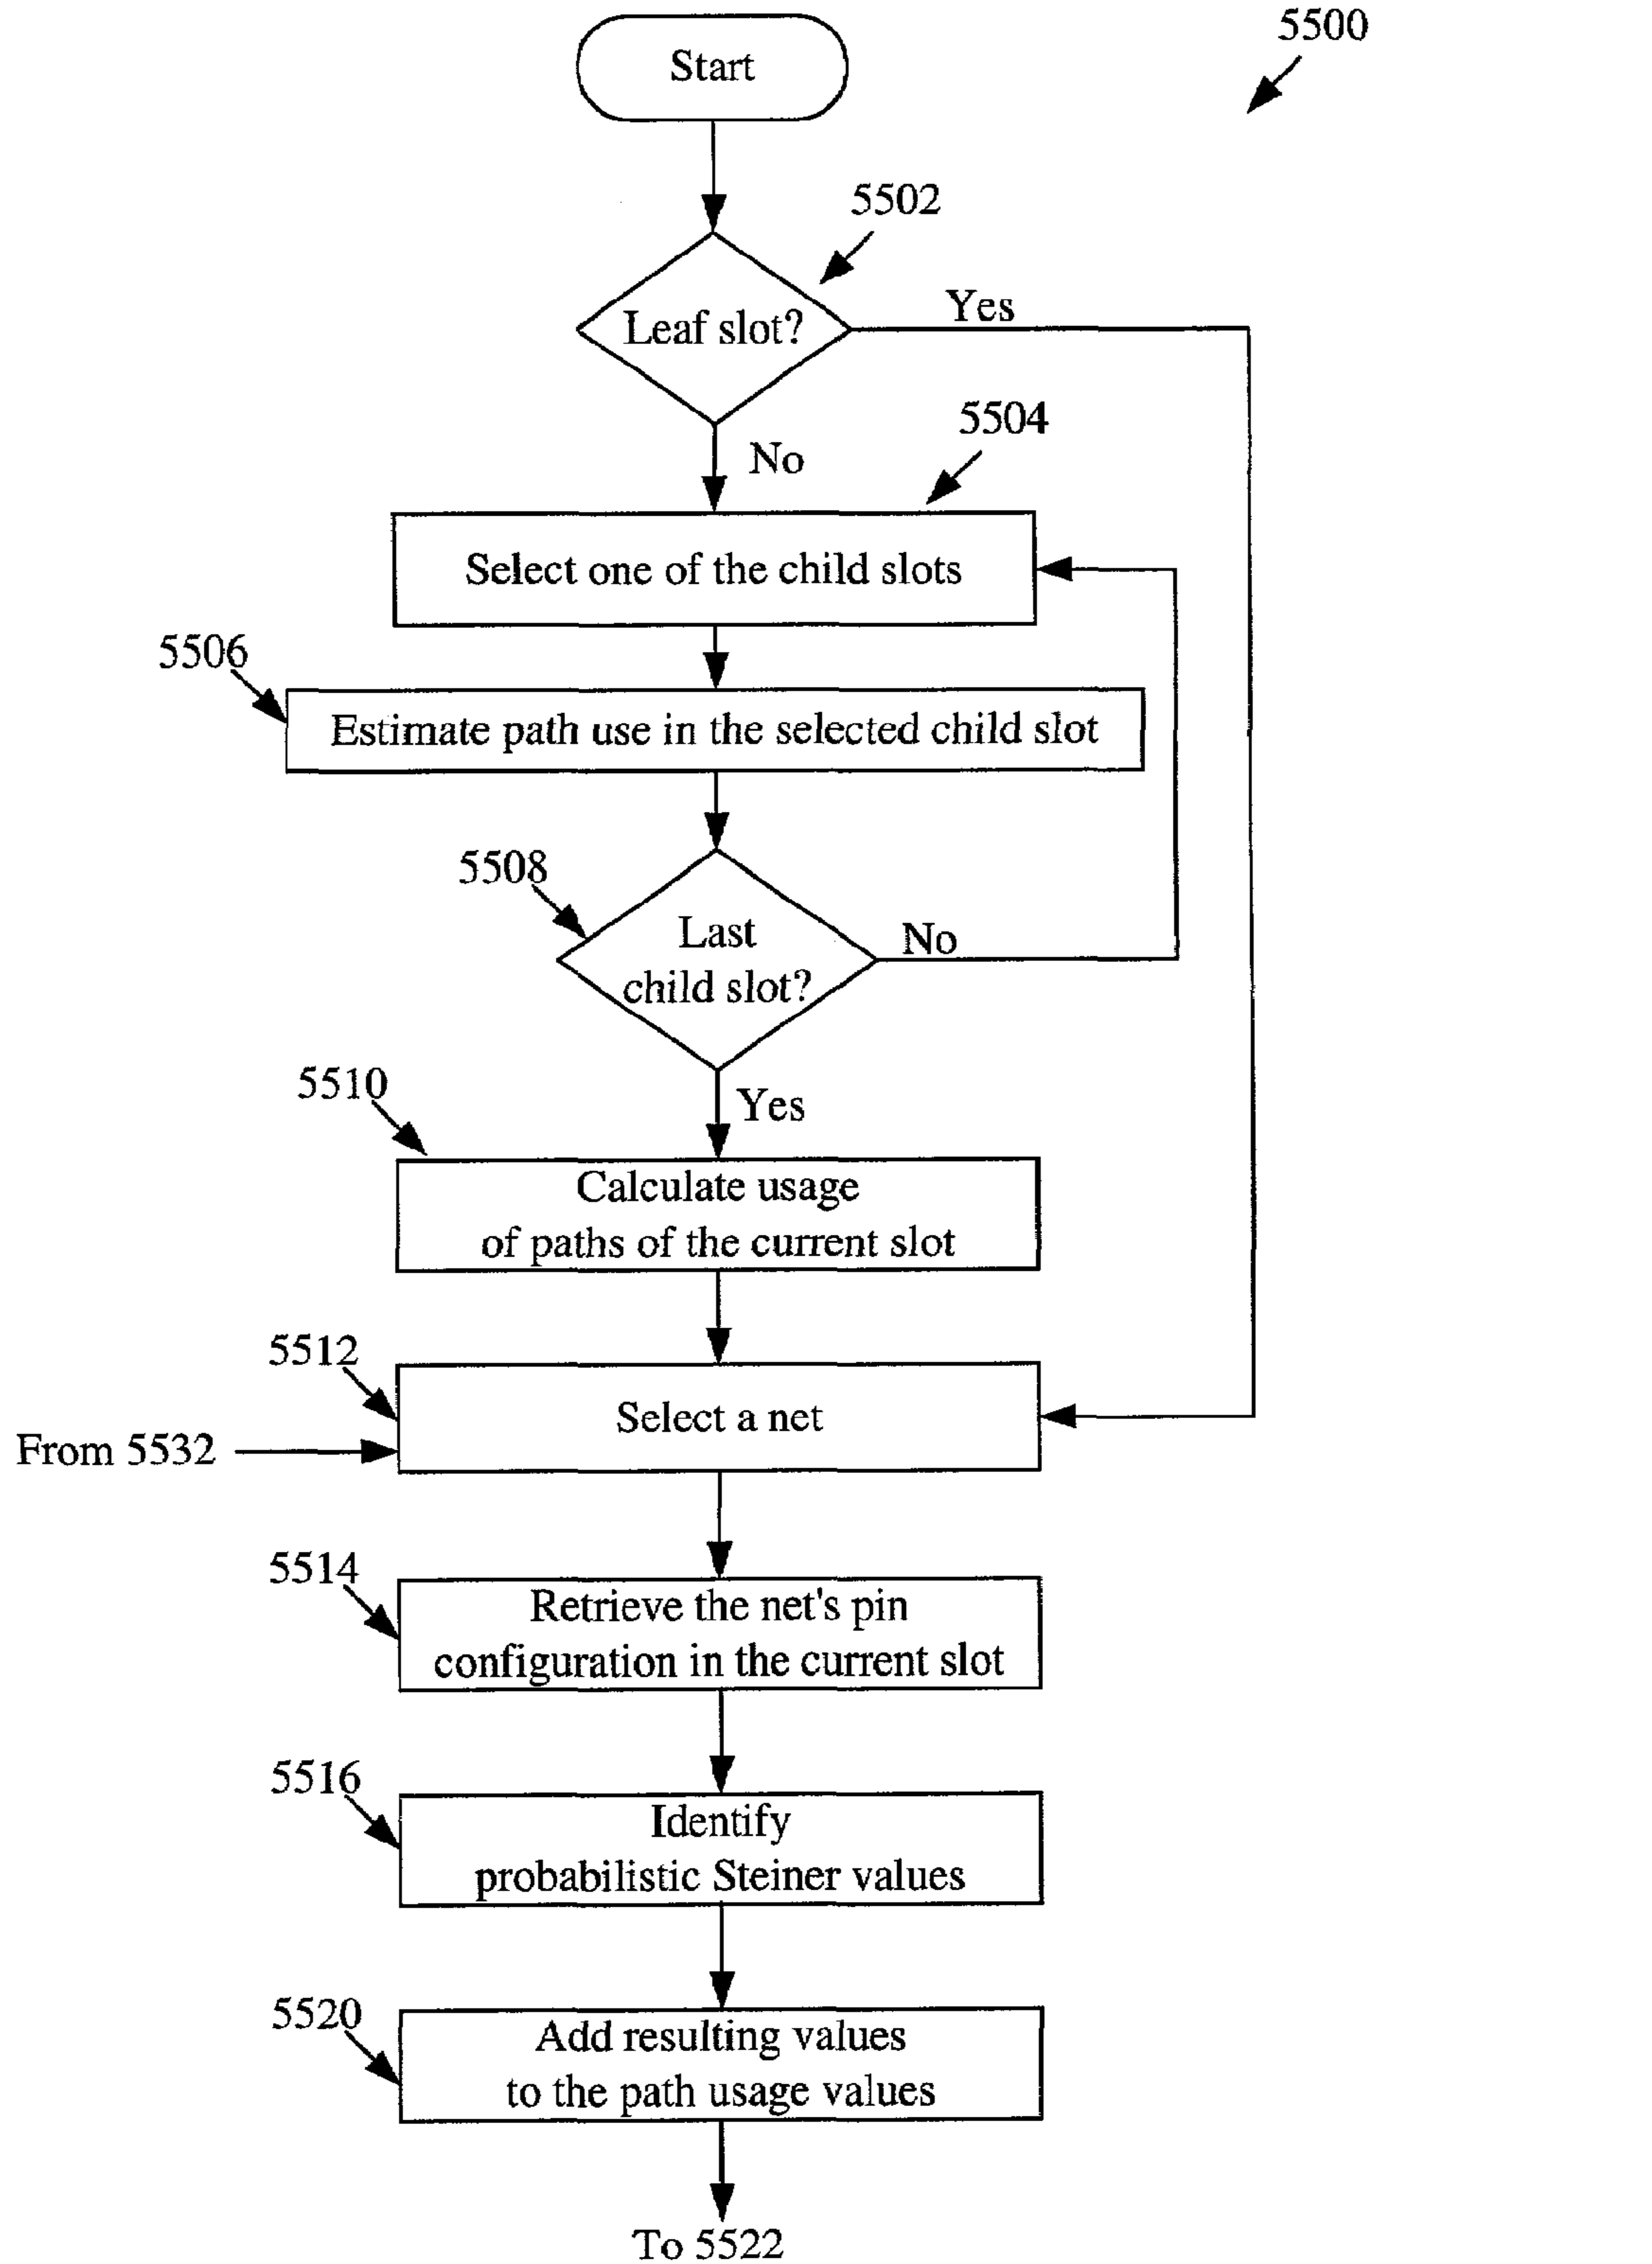 5500
Start
5502
Leaf slot?
Yes
No
5504
Select one of the child slots
5506
Estimate path use in the selected child slot
5508
Last
child slot?
No
Yes
5510
Calculate usage
of paths of the current slot
5512
Select a net
From 5532
5514
Retrieve the net's pin
configuration in the current slot
5516
Identify
probabilistic Steiner values
5520
Add resulting values
to the path usage values
To 5522